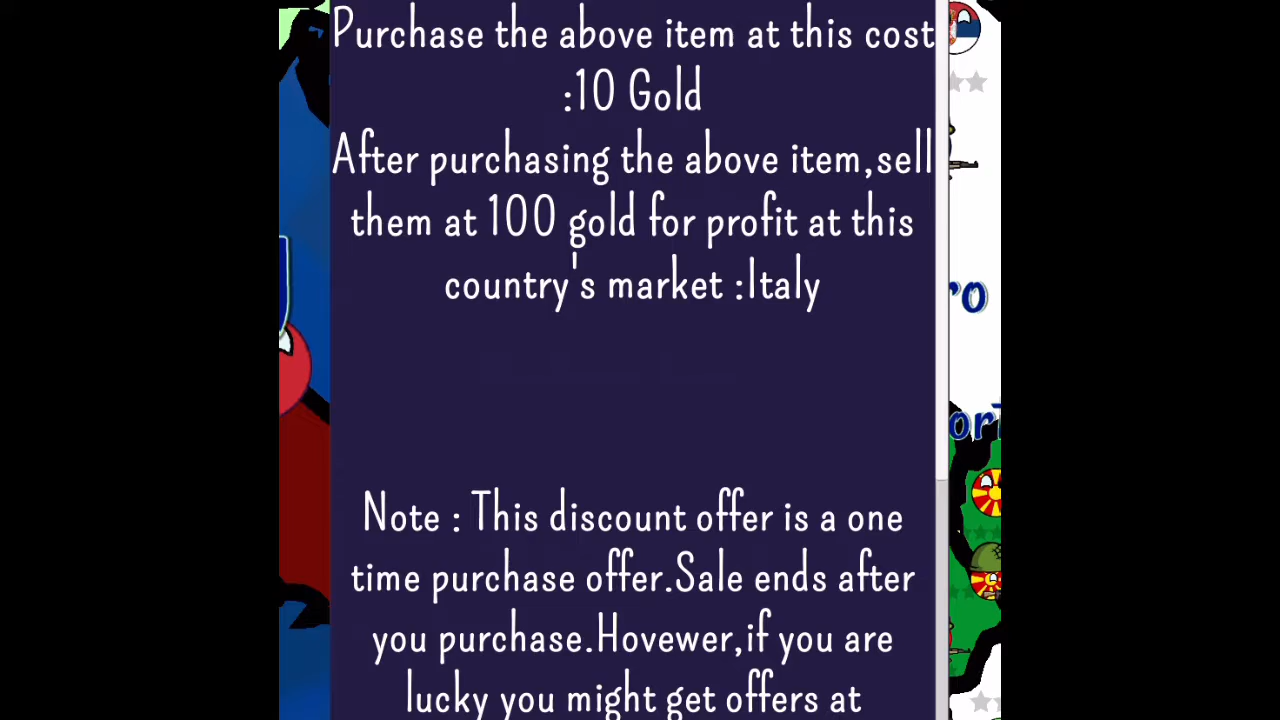 Purchase the above item at this cost
:10 Gold
After purchasing the above item,sell
them at 100 gold for profit at this
country's market :Italy
Note : This discount offer is a one
time purchase offer.Sale ends after
you purchase.Hovewer,if you are
lucky you might get offers at